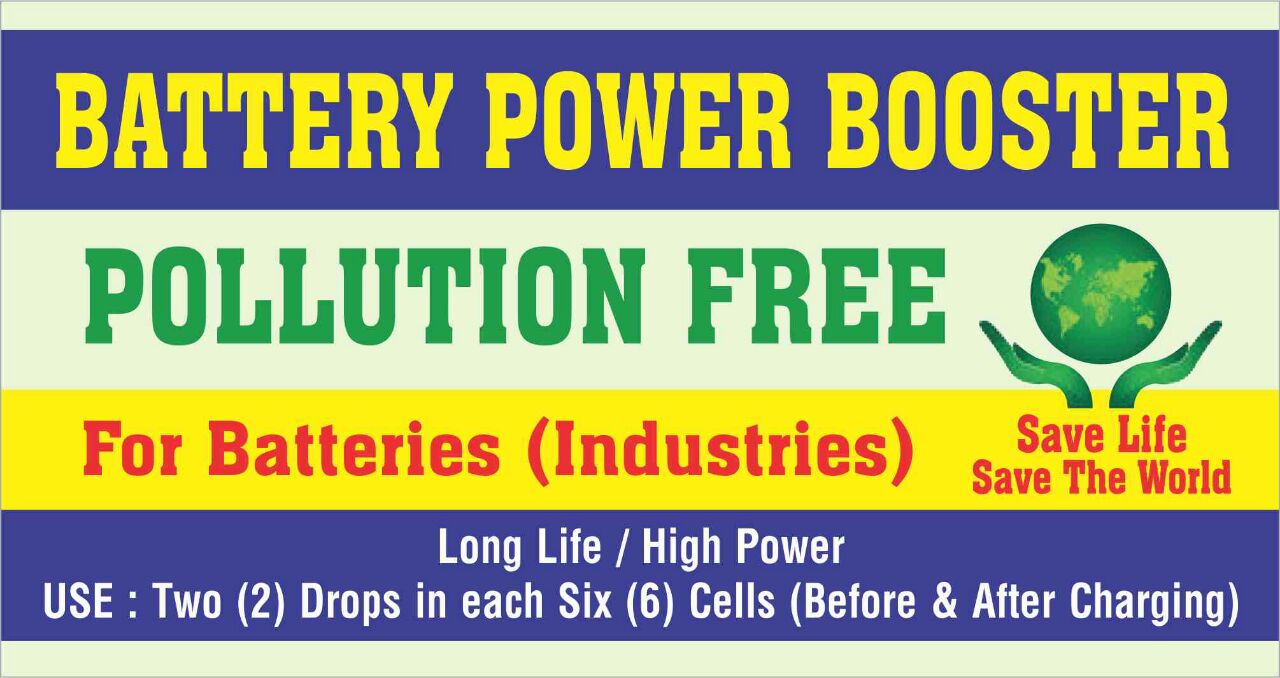 BATTERY POWER BOOSTER
POLLUTION FREE
For Batteries (Industries)
Save Life
Save The World
Long Life / High Power
USE : Two (2) Drops in each Six (6) Cells (Before & After Charging)